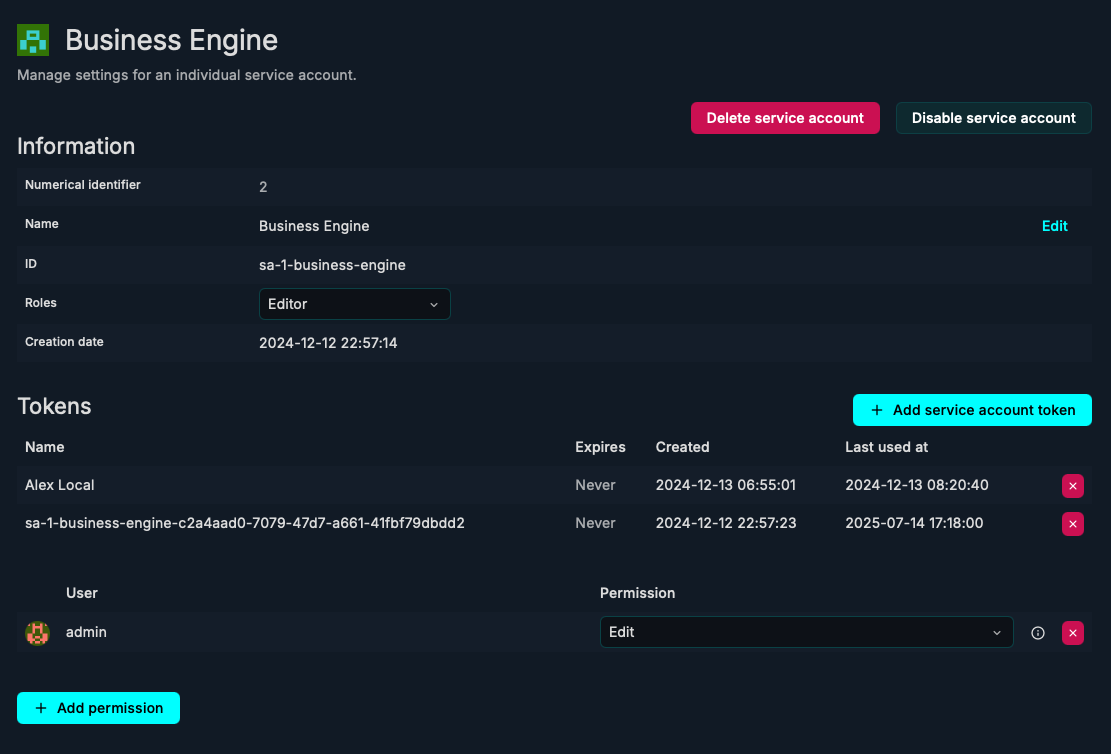 Business Engine
Manage settings for an individual service account.
Delete service account Disable service account
Information
Numerical identifier 2
Name Business Engine Edit
ID sa-1-business-engine
Roles Editor
Creation date 2024-12-12 22:57:14
Tokens
+ Add service account token
Name Expires Created Last used at
Alex Local Never 2024-12-13 06:55:01 2024-12-13 08:20:40
sa-1-business-engine-c2a4aad0-7079-47d7-a661-41fbf79dbdd2 Never 2024-12-12 22:57:23 2025-07-14 17:18:00
User Permission
admin Edit
+ Add permission